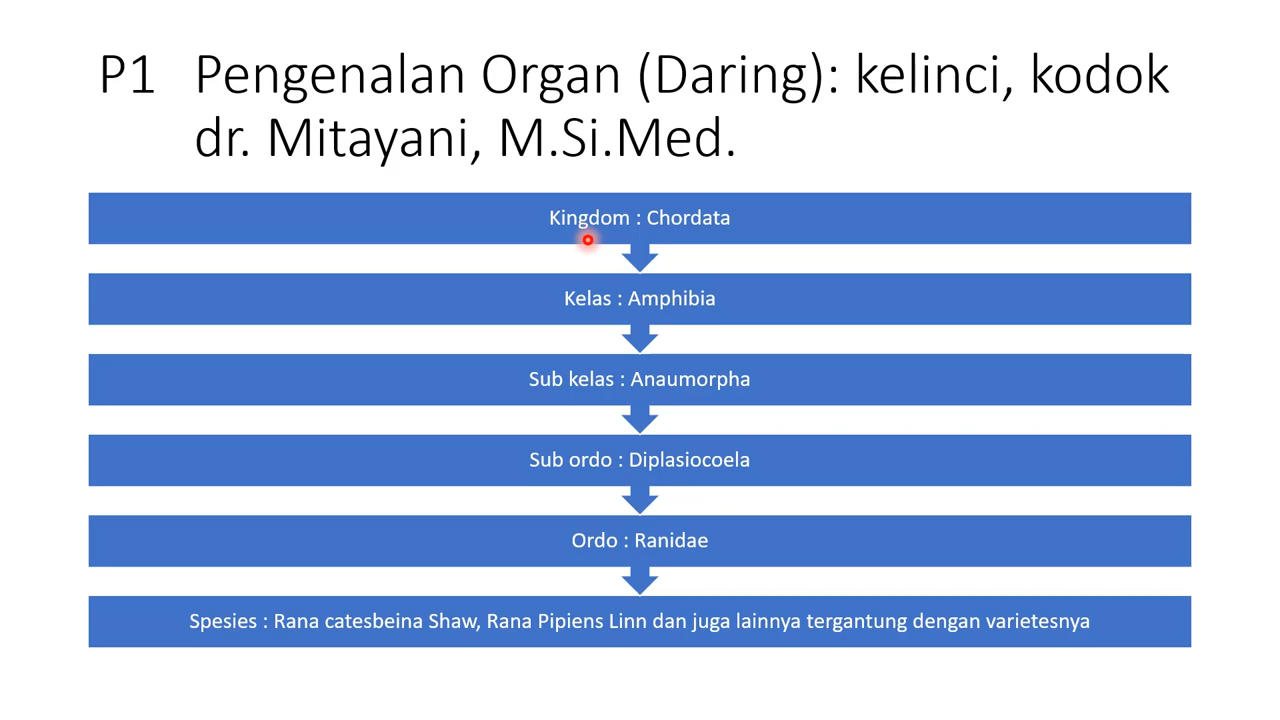 P1 Pengenalan Organ (Daring): kelinci, kodok
dr. Mitayani, M.Si.Med.
Kingdom : Chordata
Kelas : Amphibia
Sub kelas : Anaumorpha
Sub ordo : Diplasiocoela
Ordo : Ranidae
Spesies : Rana catesbeina Shaw, Rana Pipiens Linn dan juga lainnya tergantung dengan varietesnya